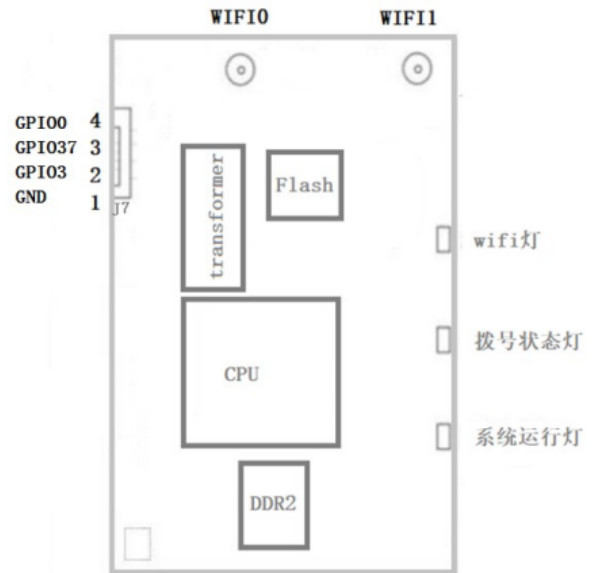 WIFI0
WIFI1
GPIO0 4
GPIO37 3
GPIO3 2
GND 1
J7
transformer
Flash
wifi灯
拨号状态灯
CPU
系统运行灯
DDR2